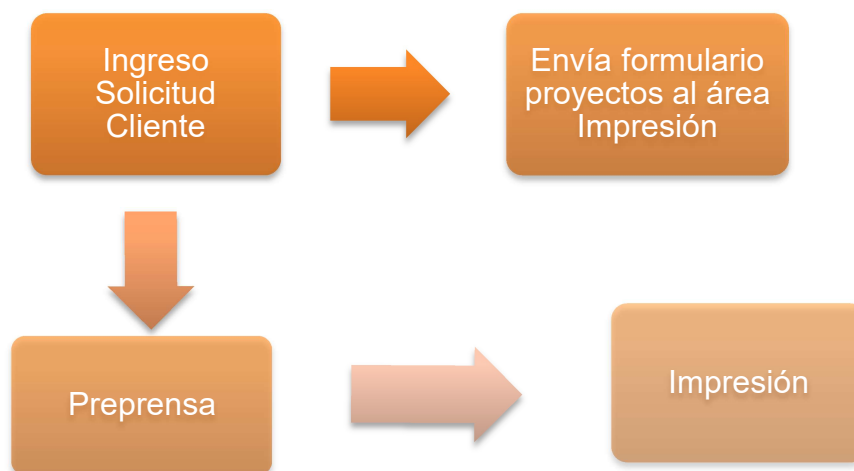 Ingreso
Solicitud
Cliente
Envía formulario
proyectos al área
Impresión
Preprensa
Impresión